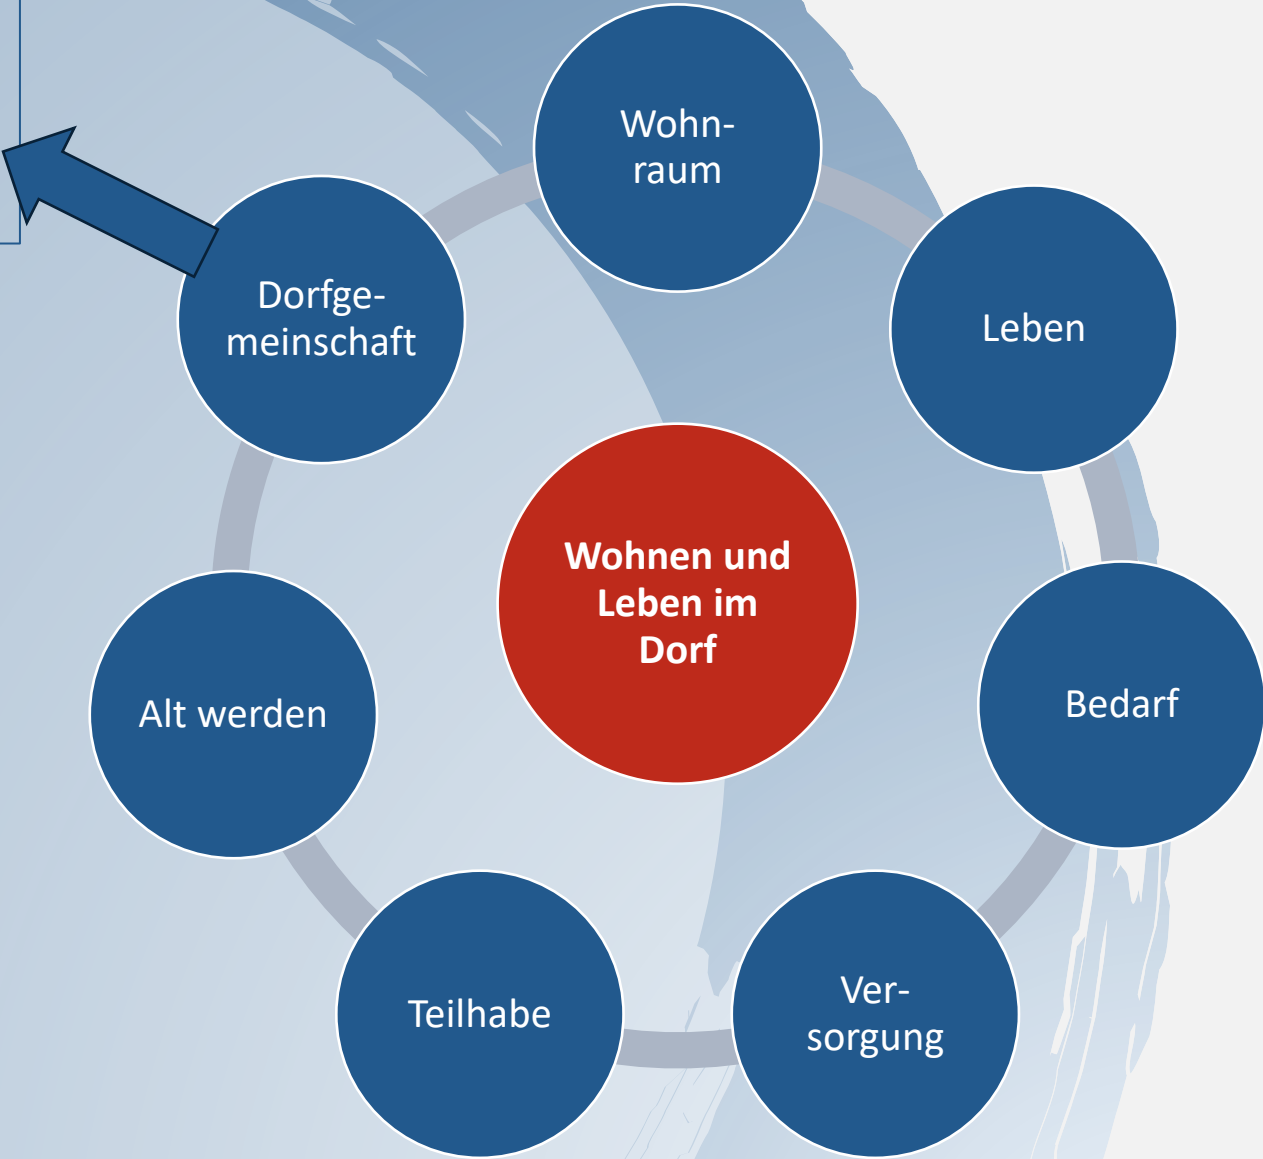 Wohn-
raum
Leben
Bedarf
Ver-
sorgung
Teilhabe
Alt werden
Dorfge-
meinschaft
Wohnen und
Leben im
Dorf